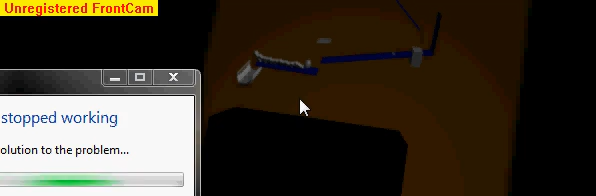 Unregistered FrontCam
stopped working
olution to the problem...